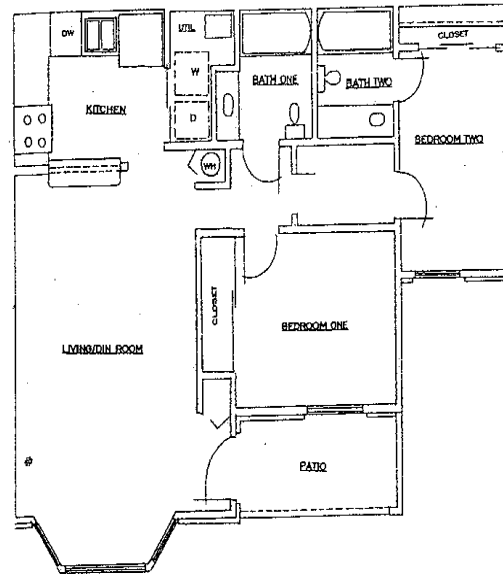 DW
UTIL
CLOSET
W
BATH ONE
BATH TWO
KITCHEN
D
BEDROOM TWO
WH
CLOSET
BEDROOM ONE
LIVING/DIN ROOM
PATIO